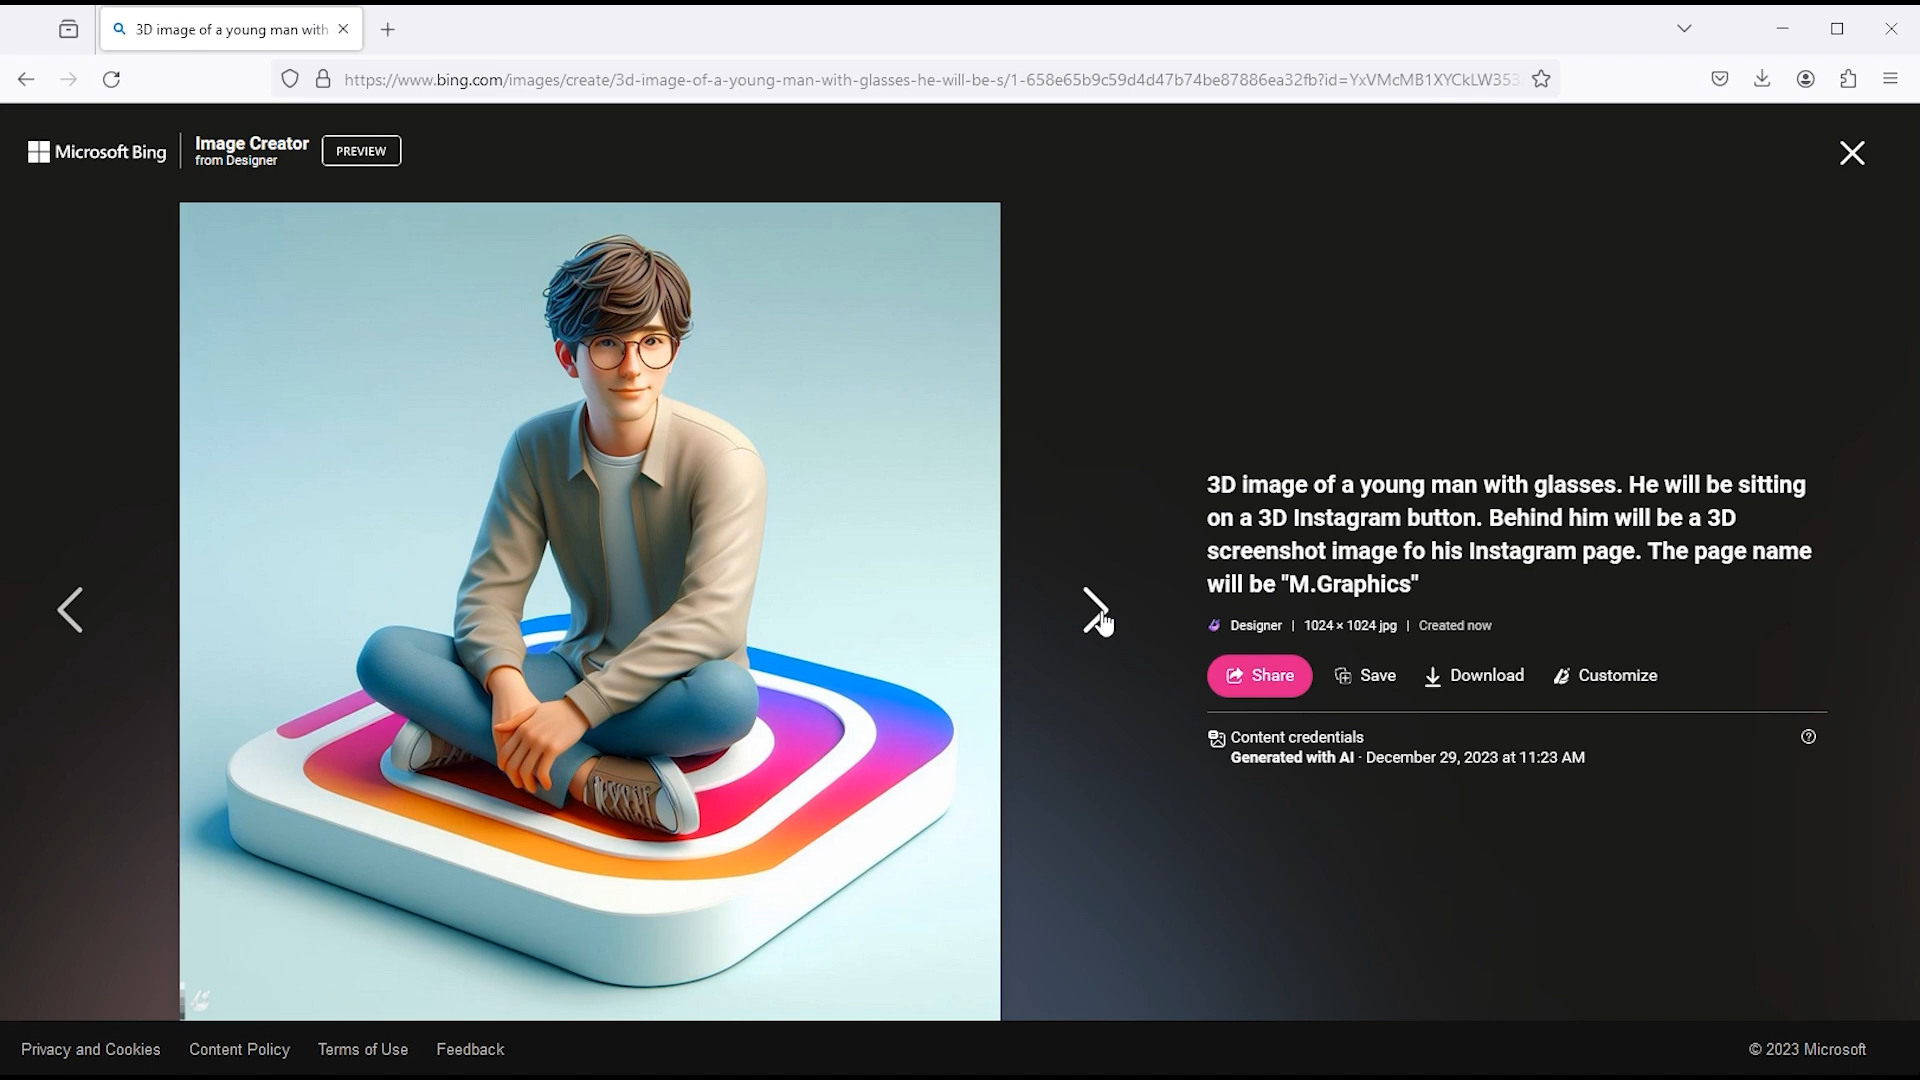 3D image of a young man with
https://www.bing.com/images/create/3d-image-of-a-young-man-with-glasses-he-will-be-s/1-658e65b9c59d4d47b74be87886ea32fb?id=YxVMcMB1XYCkLW353
Microsoft Bing
Image Creator
from Designer
PREVIEW
3D image of a young man with glasses. He will be sitting
on a 3D Instagram button. Behind him will be a 3D
screenshot image fo his Instagram page. The page name
will be "M.Graphics"
Designer | 1024 × 1024 jpg | Created now
Share Save Download Customize
Content credentials
Generated with AI · December 29, 2023 at 11:23 AM
Privacy and Cookies Content Policy Terms of Use Feedback © 2023 Microsoft